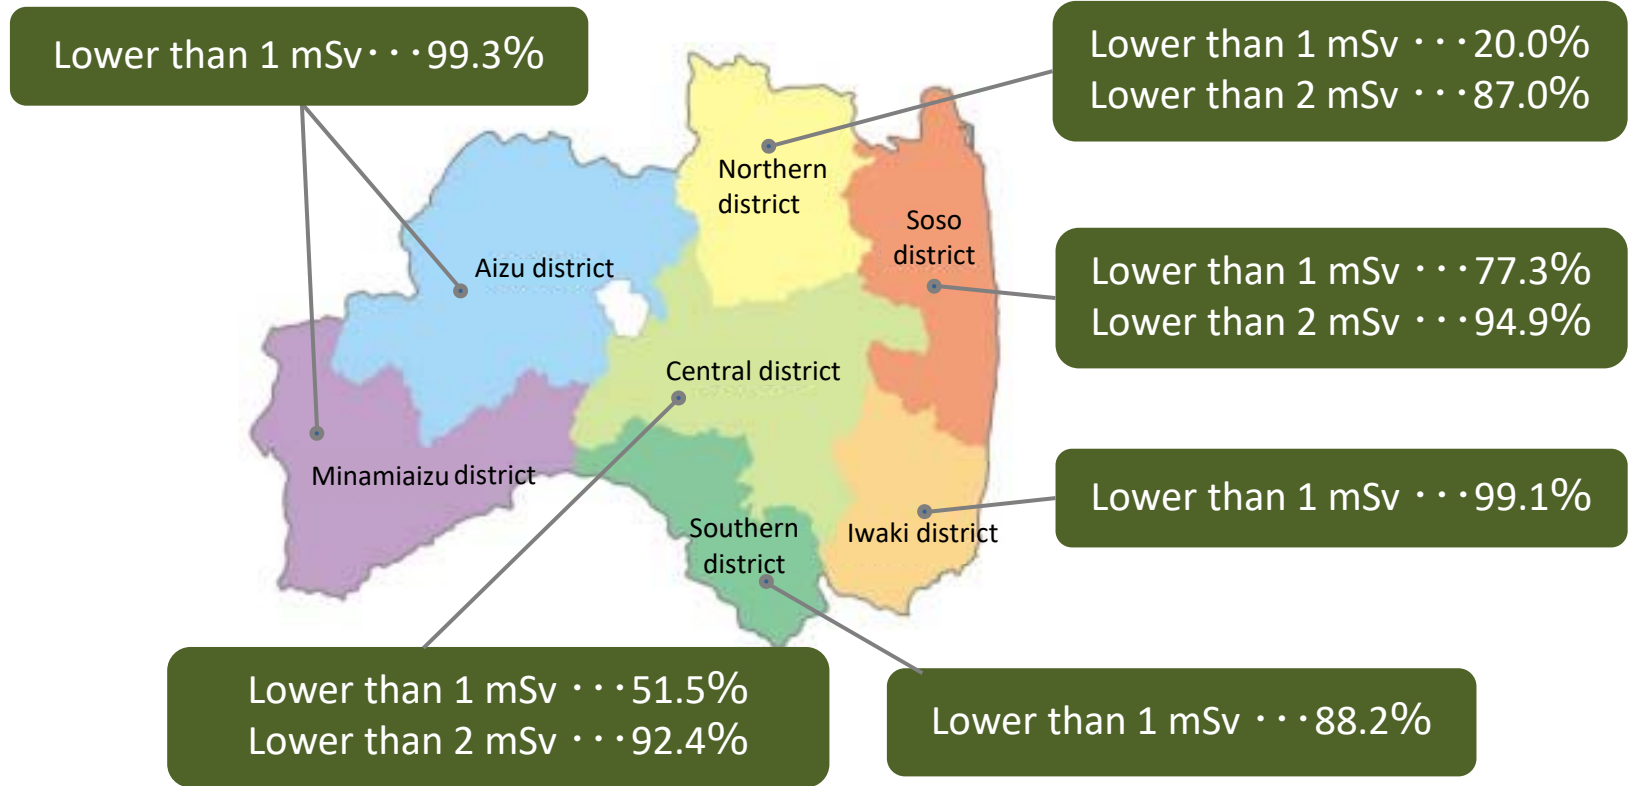 Lower than 1 mSv・・・99.3%
Lower than 1 mSv ・・・20.0%
Lower than 2 mSv ・・・87.0%
Northern
district
Soso
district
Aizu district
Lower than 1 mSv ・・・77.3%
Lower than 2 mSv ・・・94.9%
Central district
Minamiaizu district
Lower than 1 mSv ・・・99.1%
Southern
district
Iwaki district
Lower than 1 mSv ・・・51.5%
Lower than 2 mSv ・・・92.4%
Lower than 1 mSv ・・・88.2%